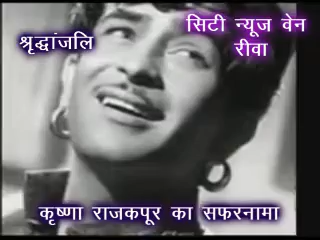 श्रृद्धांजलि
सिटी न्यूज वेन
रीवा
कृष्णा राजकपूर का सफरनामा